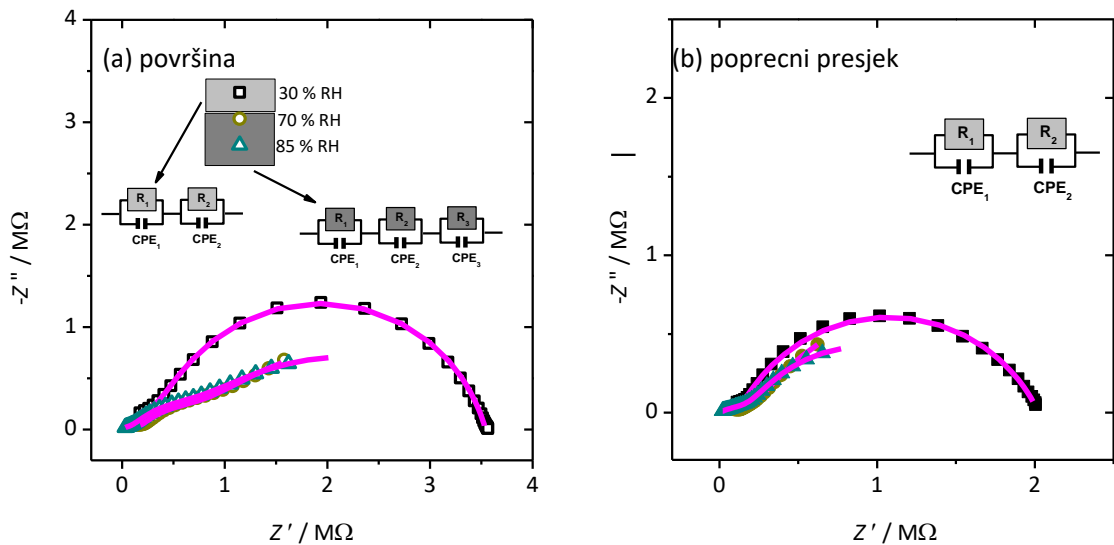 (a) površina
30 % RH
70 % RH
85 % RH
R1 R2
CPE1 CPE2
R1 R2 R3
CPE1 CPE2 CPE3
-Z'' / MΩ
4
3
2
1
0
0 1 2 3 4
Z' / MΩ
(b) poprecni presjek
R1 R2
CPE1 CPE2
-Z'' / MΩ
2
1
0
0 1 2
Z' / MΩ